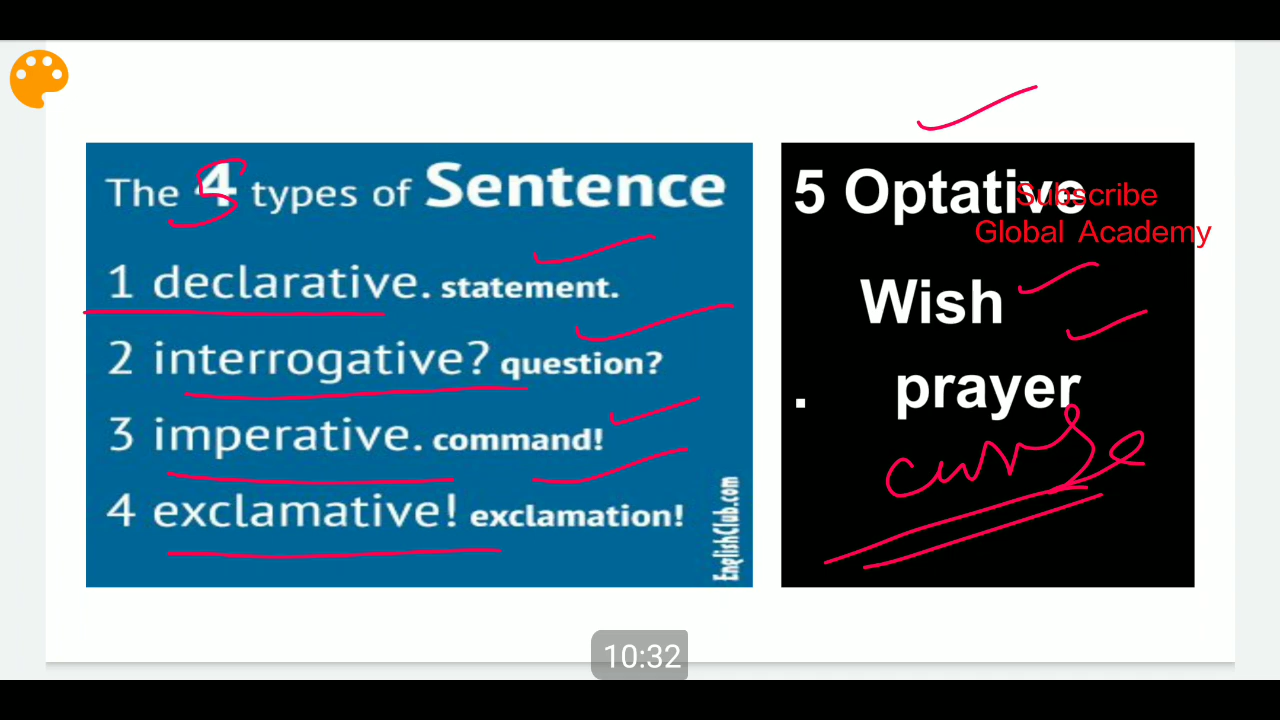 The 4 types of Sentence
5
1 declarative. statement.
2 interrogative? question?
3 imperative. command!
4 exclamative! exclamation!
EnglishClub.com
5 Optative
Subscribe
Global Academy
Wish
. prayer
curse
10:32